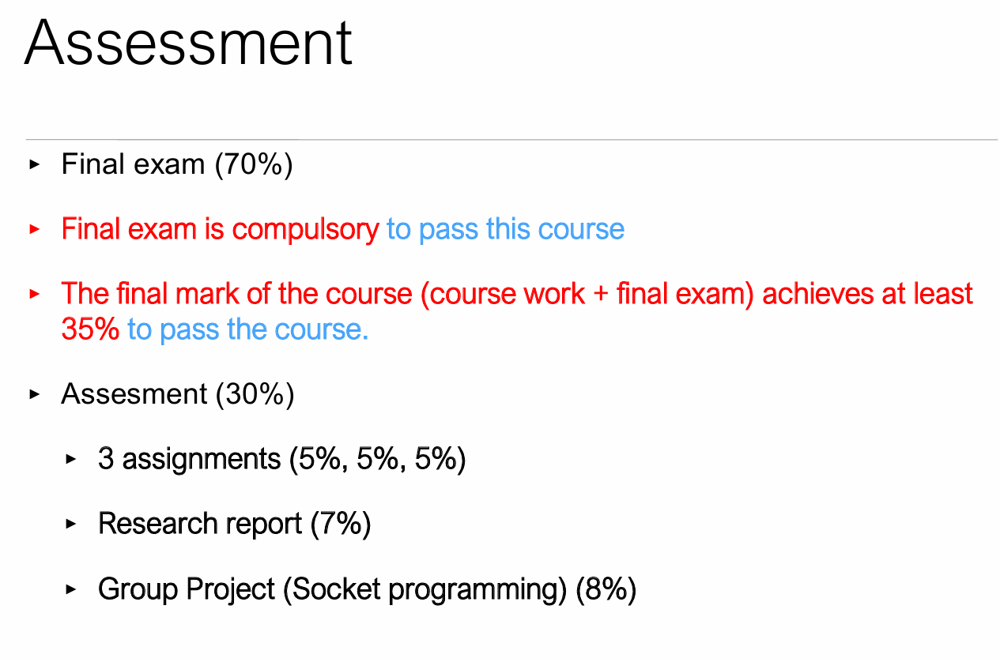 Assessment
▸ Final exam (70%)
▸ Final exam is compulsory to pass this course
▸ The final mark of the course (course work + final exam) achieves at least
35% to pass the course.
▸ Assesment (30%)
▸ 3 assignments (5%, 5%, 5%)
▸ Research report (7%)
▸ Group Project (Socket programming) (8%)